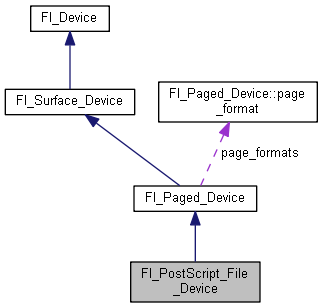 Fl_Device
Fl_Surface_Device
Fl_Paged_Device::page
_format
page_formats
Fl_Paged_Device
Fl_PostScript_File
_Device